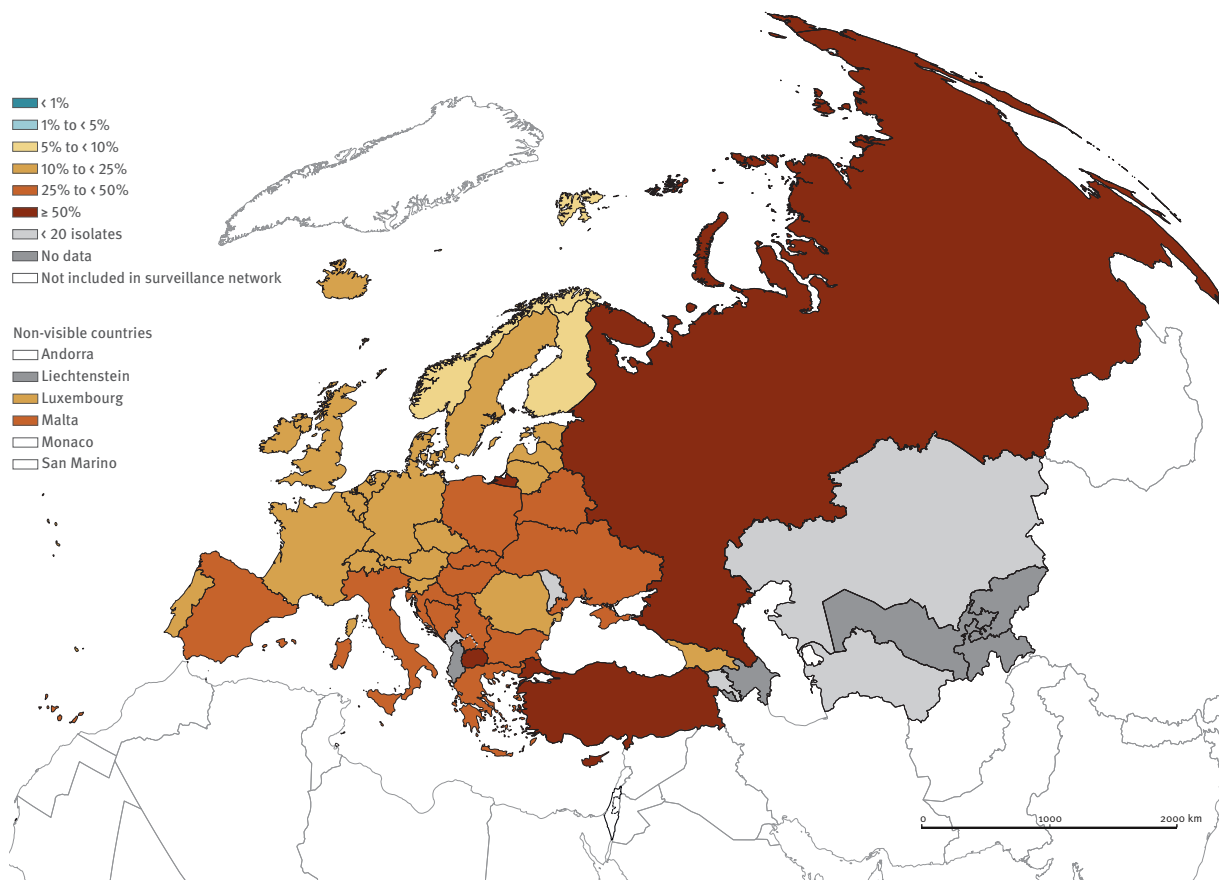 < 1%
1% to < 5%
5% to < 10%
10% to < 25%
25% to < 50%
≥ 50%
< 20 isolates
No data
Not included in surveillance network
Non-visible countries
Andorra
Liechtenstein
Luxembourg
Malta
Monaco
San Marino
0 1000 2000 km